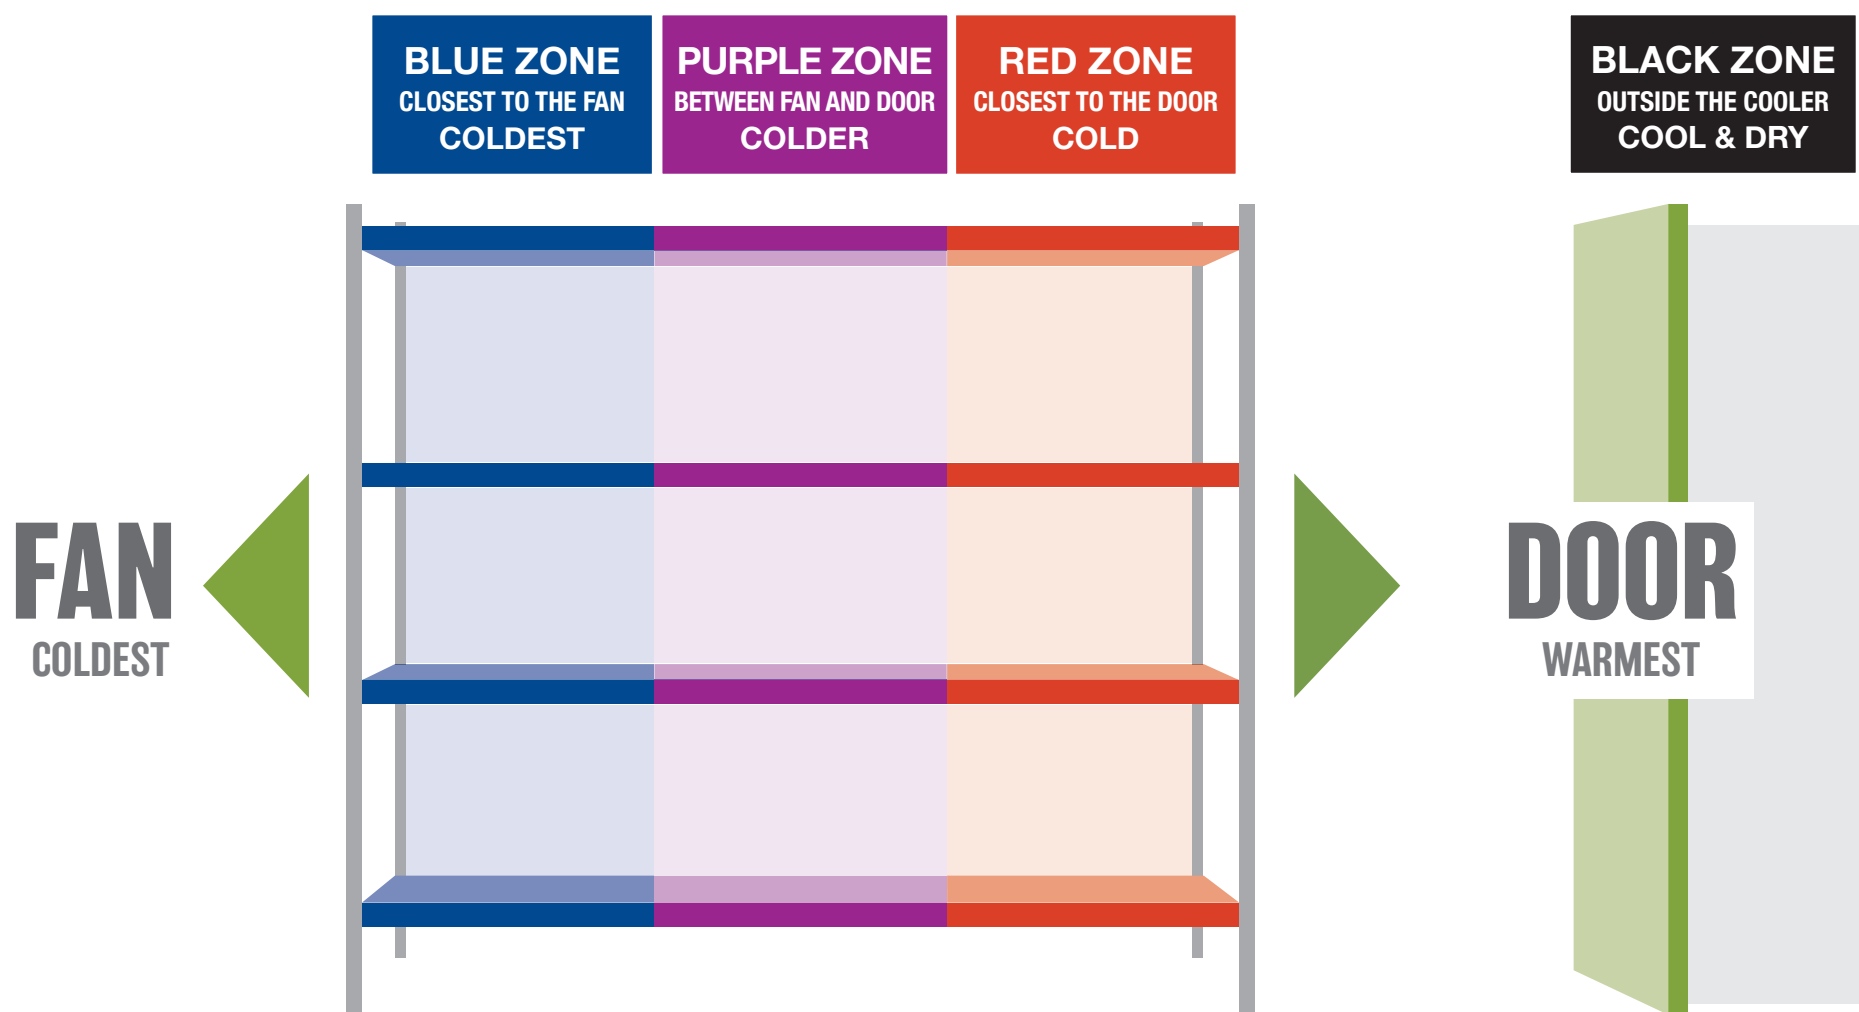 BLUE ZONE
CLOSEST TO THE FAN
COLDEST
PURPLE ZONE
BETWEEN FAN AND DOOR
COLDER
RED ZONE
CLOSEST TO THE DOOR
COLD
BLACK ZONE
OUTSIDE THE COOLER
COOL & DRY
FAN
COLDEST
DOOR
WARMEST